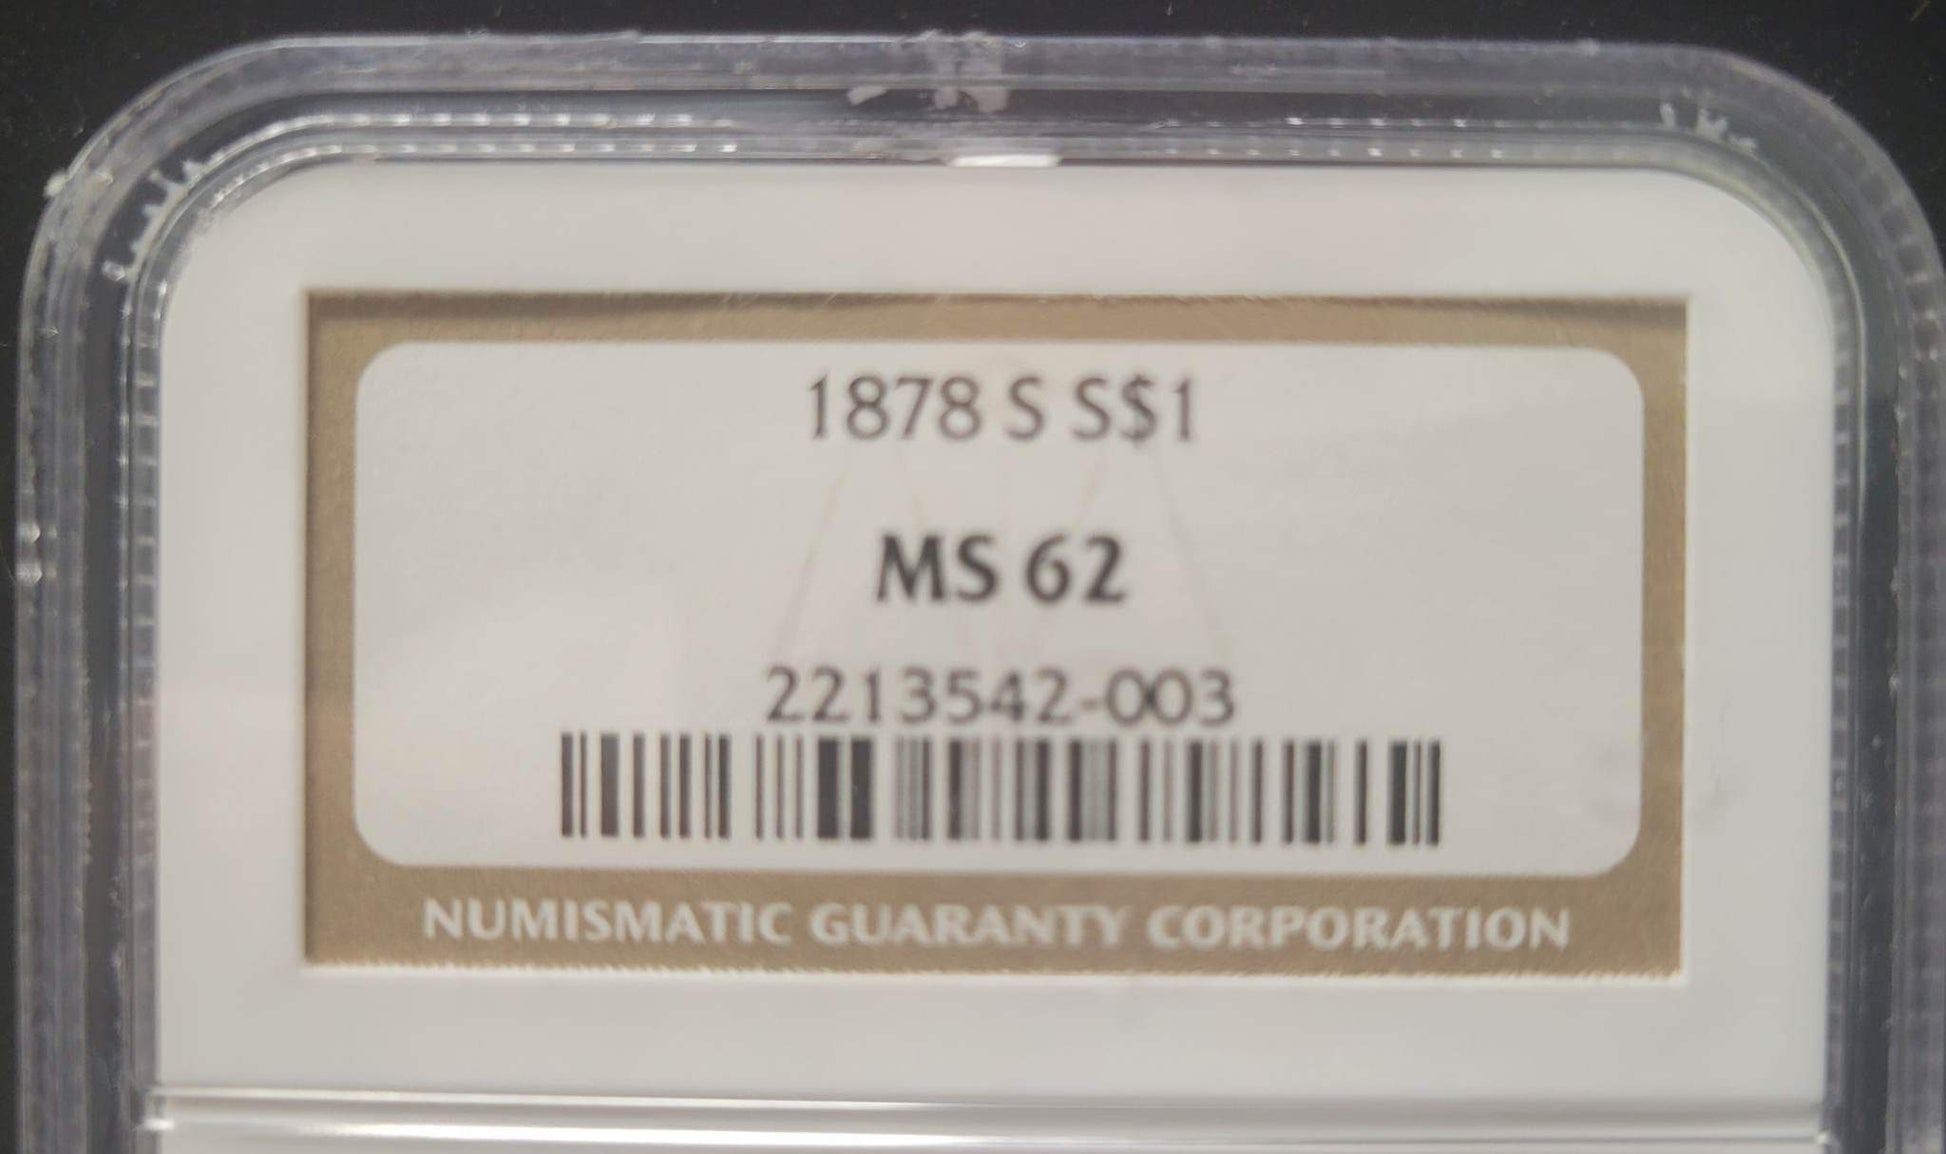 1878 S S$1
MS 62
2213542-003
NUMISMATIC GUARANTY CORPORATION